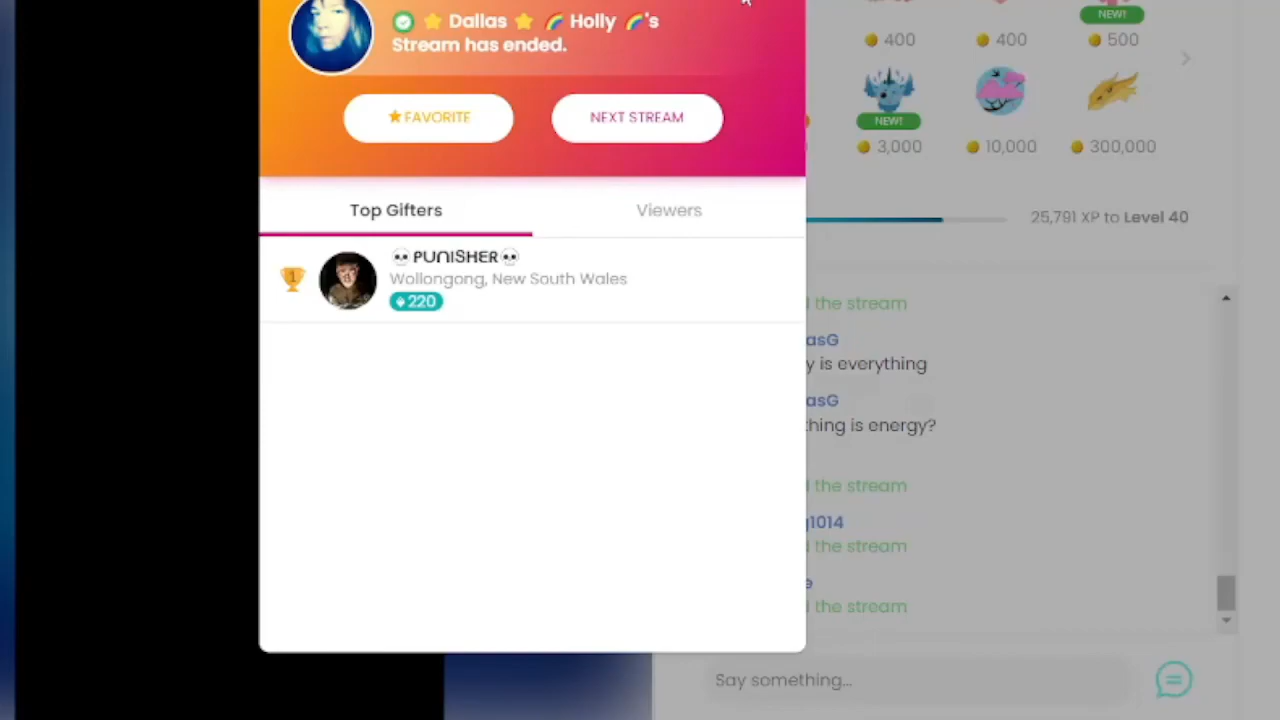 ⭐ Dallas ⭐ 🌈 Holly 🌈's
Stream has ended.
★ FAVORITE
NEXT STREAM
Top Gifters
Viewers
1
💀PUՈISHER💀
Wollongong, New South Wales
220
NEW!
400
400
500
NEW!
3,000
10,000
300,000
25,791 XP to Level 40
the stream
asG
y is everything
asG
thing is energy?
the stream
1014
the stream
e
the stream
Say something...